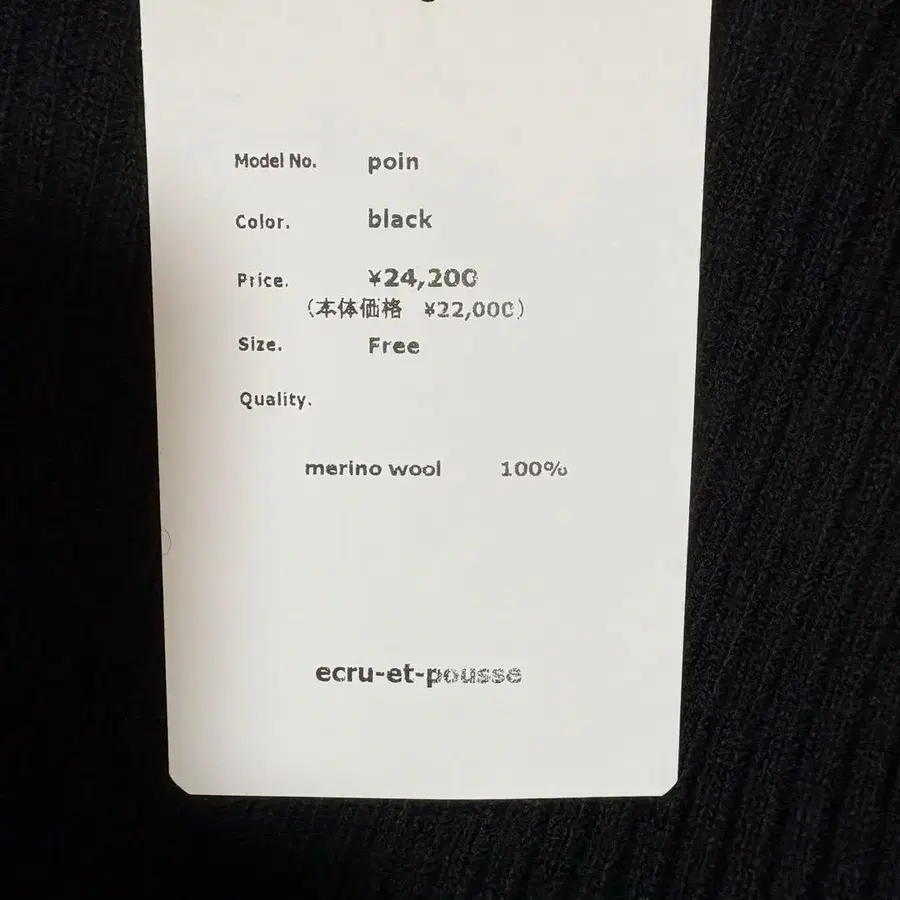 Model No. poin
Color. black
Price. ¥24,200
(本体価格 ¥22,000)
Size. Free
Quality.
merino wool 100%
ecru-et-pousse